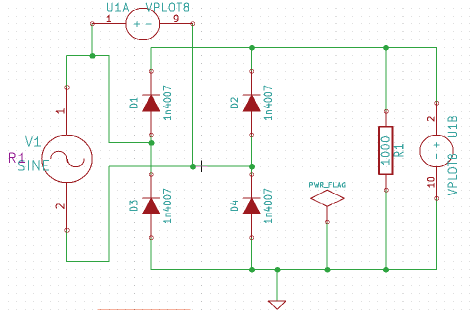 U1A VPLOT8
1 + - 9
D1 1n4007
D2 1n4007
2 U1B
1
V1
SINE
R1
1000 R1
+ -
VPLOT8
10
2
D3 1n4007
D4 1n4007
PWR_FLAG